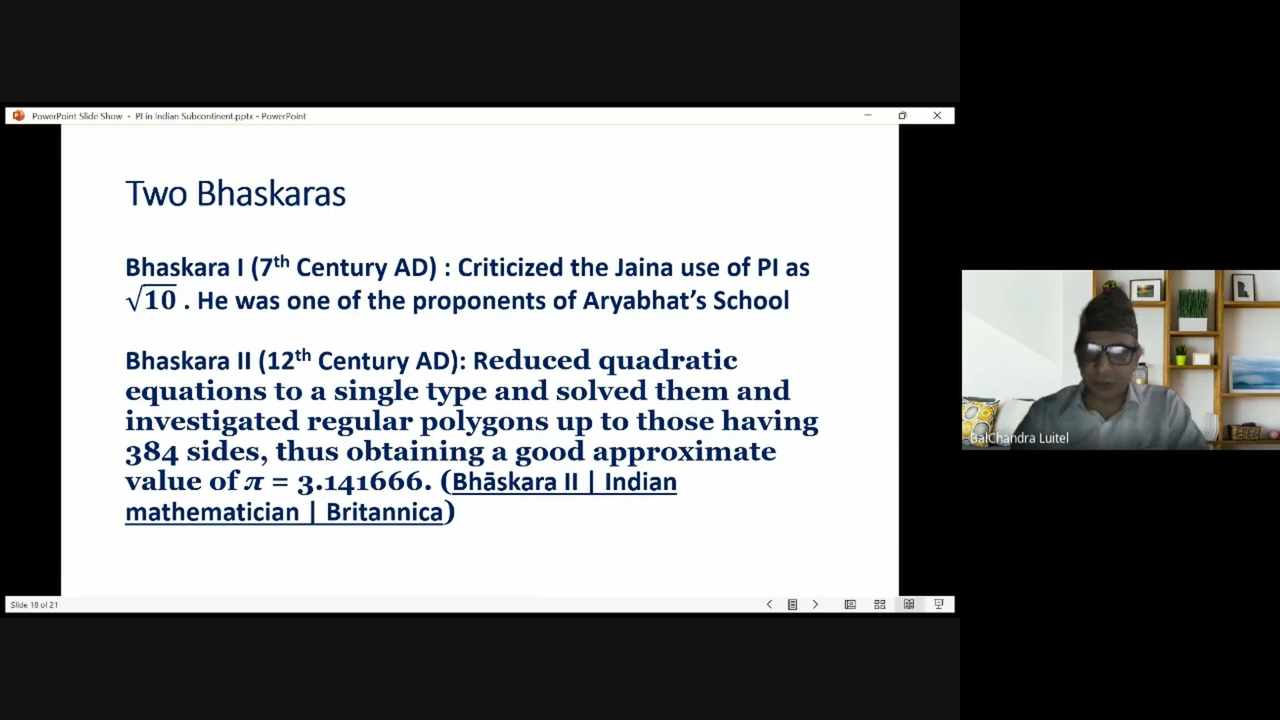 PowerPoint Slide Show - PI in Indian Subcontinent.pptx - PowerPoint
Two Bhaskaras
Bhaskara I (7th Century AD) : Criticized the Jaina use of PI as
√10 . He was one of the proponents of Aryabhat’s School
Bhaskara II (12th Century AD): Reduced quadratic
equations to a single type and solved them and
investigated regular polygons up to those having
384 sides, thus obtaining a good approximate
value of π = 3.141666. (Bhāskara II | Indian
mathematician | Britannica)
Slide 18 of 21
BalChandra Luitel